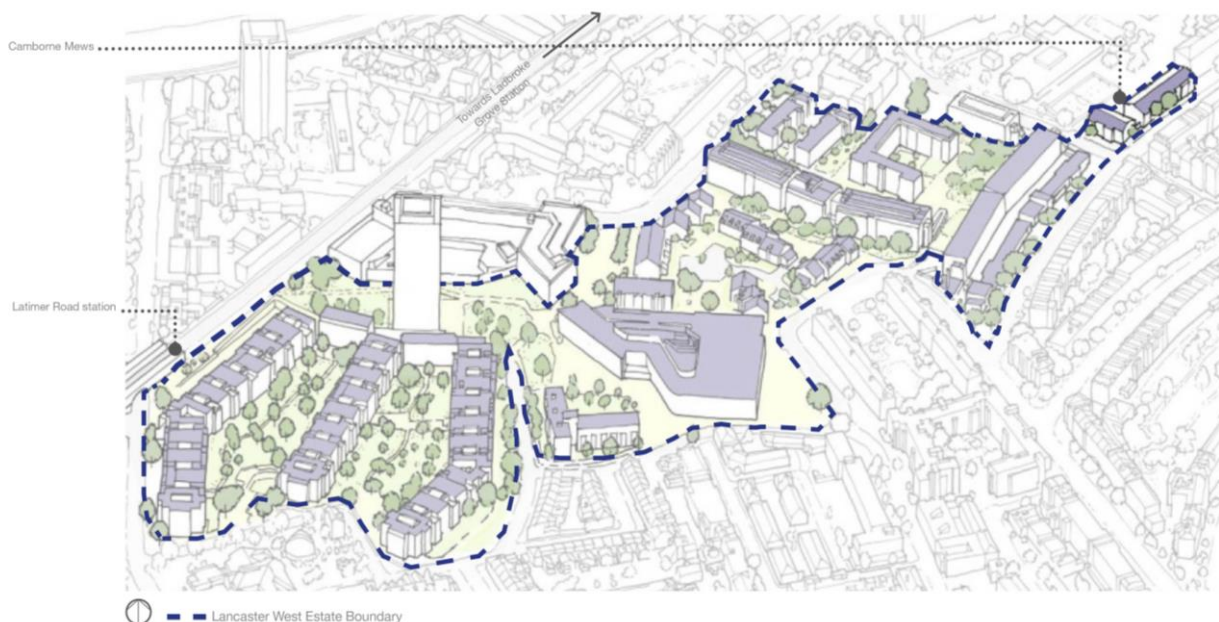 Camborne Mews
Towards Ladbroke
Grove Station
Latimer Road station
Lancaster West Estate Boundary